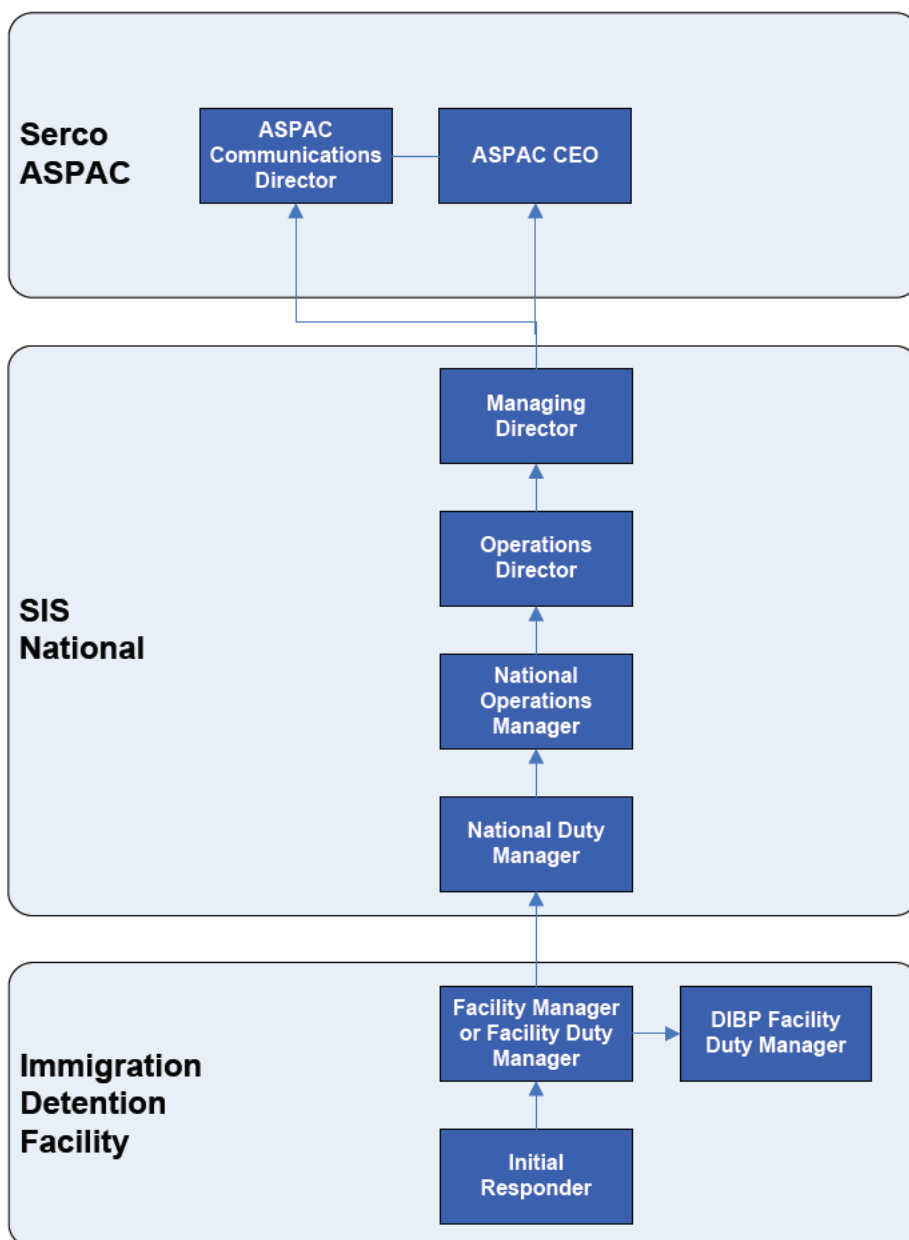 Serco
ASPAC
ASPAC
Communications
Director
ASPAC CEO
SIS
National
Managing
Director
Operations
Director
National
Operations
Manager
National Duty
Manager
Immigration
Detention
Facility
Facility Manager
or Facility Duty
Manager
DIBP Facility
Duty Manager
Initial
Responder